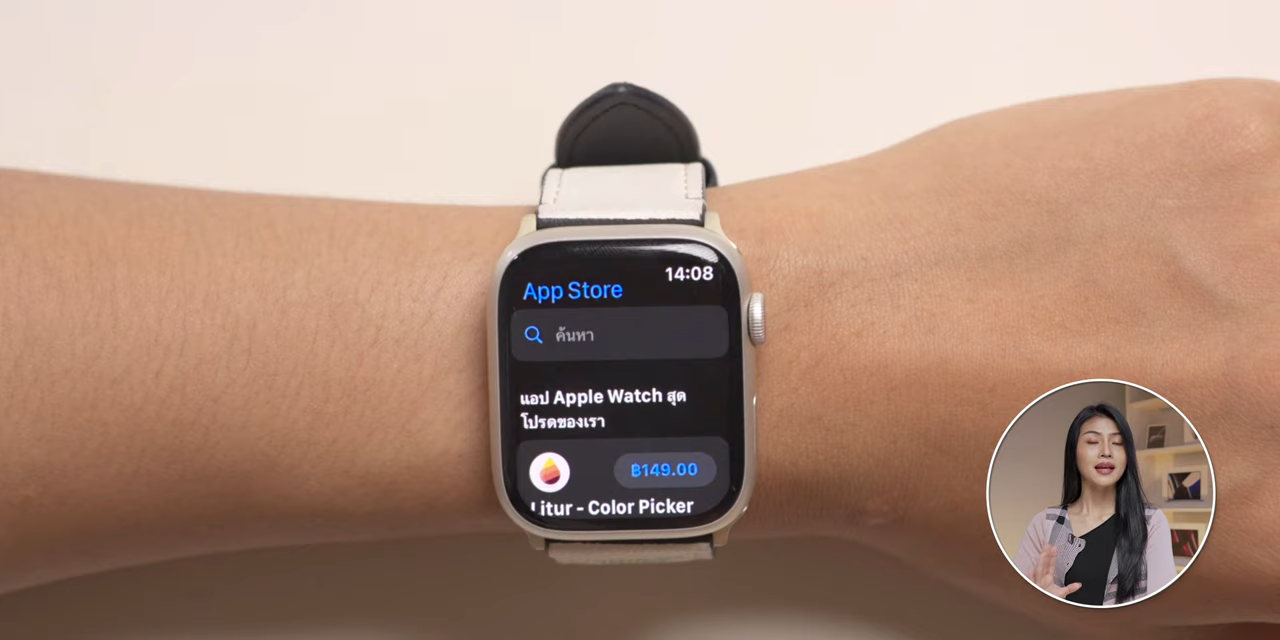 14:08
App Store
ค้นหา
แอป Apple Watch สุด
โปรดของเรา
฿149.00
Litur - Color Picker